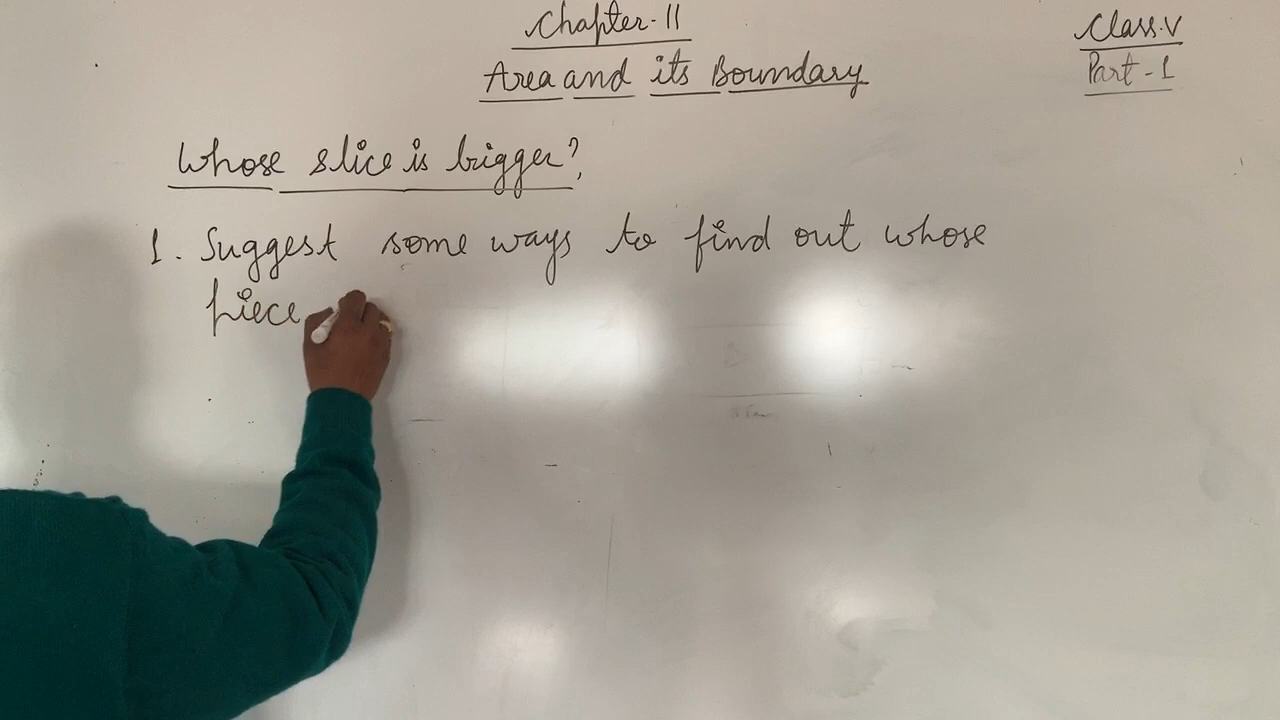 Chapter-11
Class.V
Area and its Boundary
Part-1
Whose slice is bigger?
1. Suggest some ways to find out whose
piece